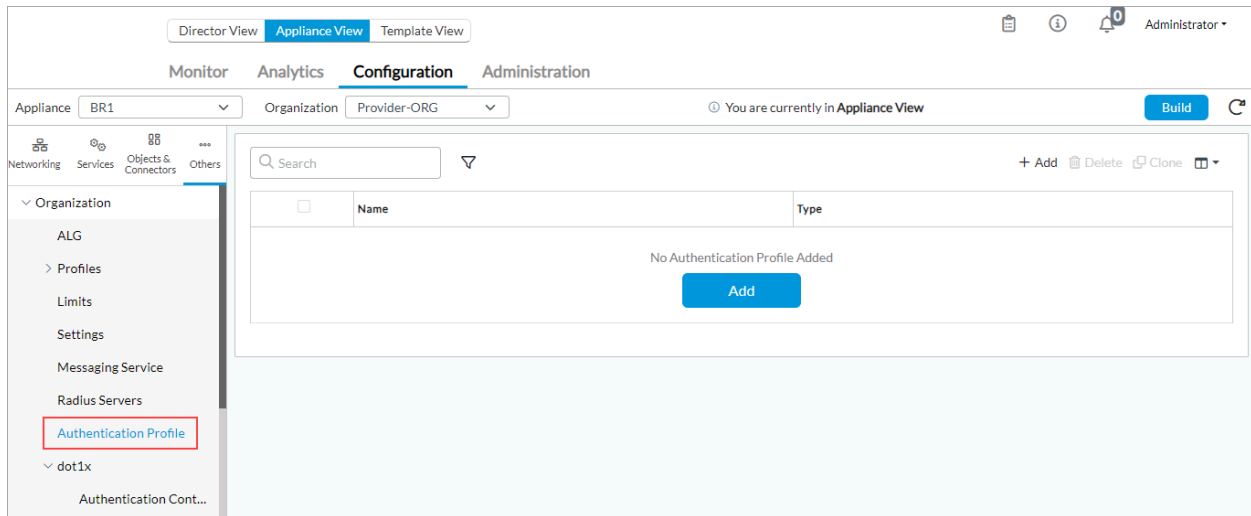 Director View Appliance View Template View
0
Administrator
Monitor Analytics Configuration Administration
Appliance BR1 Organization Provider-ORG You are currently in Appliance View Build
Networking Services Objects & Connectors Others
Search + Add Delete Clone
Organization
Name Type
ALG
Profiles
No Authentication Profile Added
Add
Limits
Settings
Messaging Service
Radius Servers
Authentication Profile
dot1x
Authentication Cont...